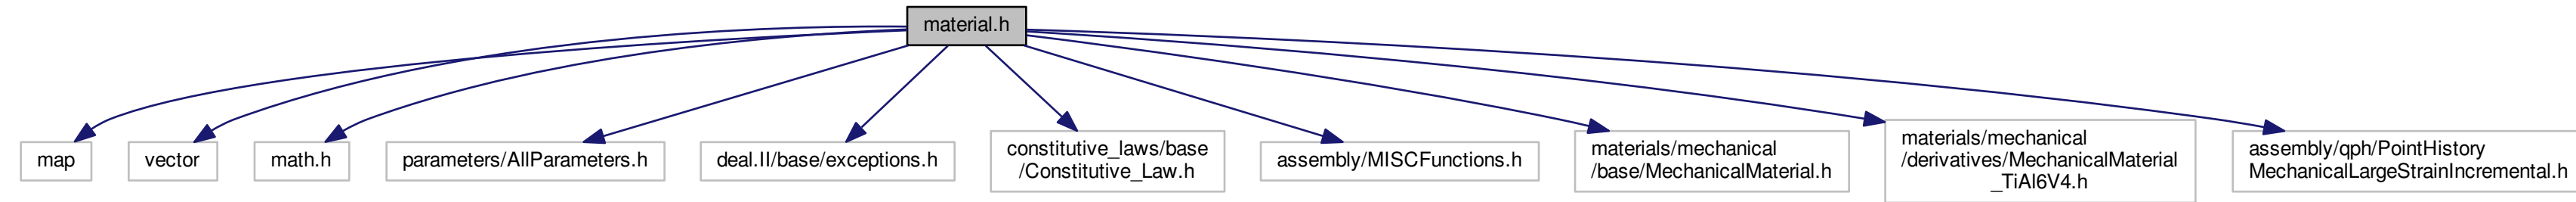 material.h
map
vector
math.h
parameters/AllParameters.h
deal.II/base/exceptions.h
constitutive_laws/base
/Constitutive_Law.h
assembly/MISCFunctions.h
materials/mechanical
/base/MechanicalMaterial.h
materials/mechanical
/derivatives/MechanicalMaterial
_TiAl6V4.h
assembly/qph/PointHistory
MechanicalLargeStrainIncremental.h